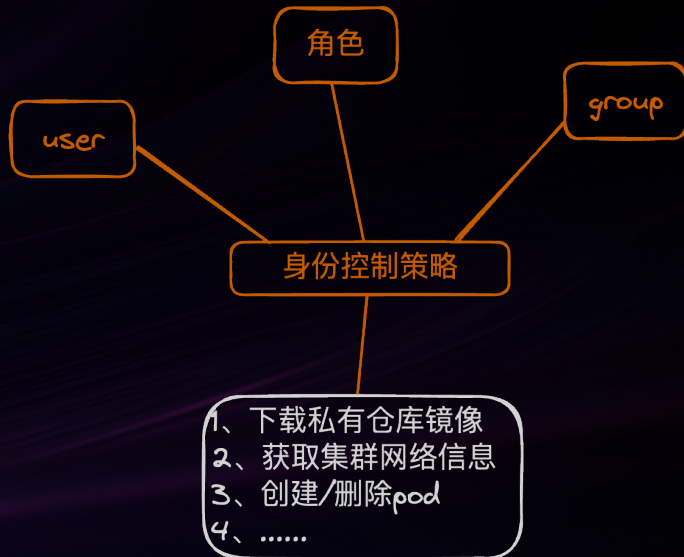 角色
group
user
身份控制策略
1、下载私有仓库镜像
2、获取集群网络信息
3、创建/删除pod
4、......